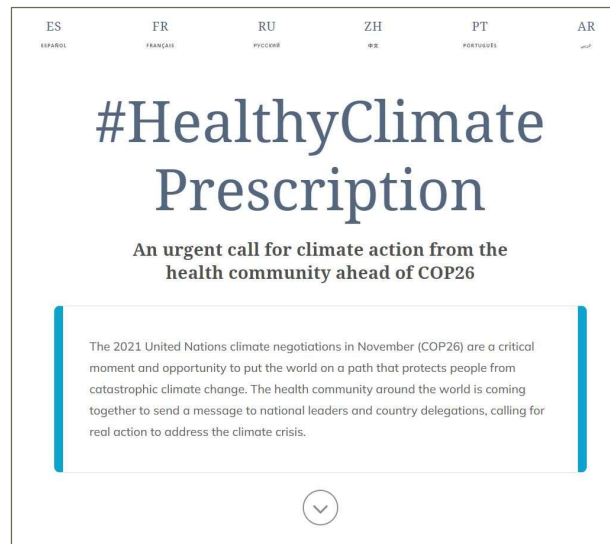 ES FR RU ZH PT AR
ESPAÑOL FRANÇAIS РУССКИЙ 中文 PORTUGUÊS عربي
#HealthyClimate
Prescription
An urgent call for climate action from the
health community ahead of COP26
The 2021 United Nations climate negotiations in November (COP26) are a critical
moment and opportunity to put the world on a path that protects people from
catastrophic climate change. The health community around the world is coming
together to send a message to national leaders and country delegations, calling for
real action to address the climate crisis.